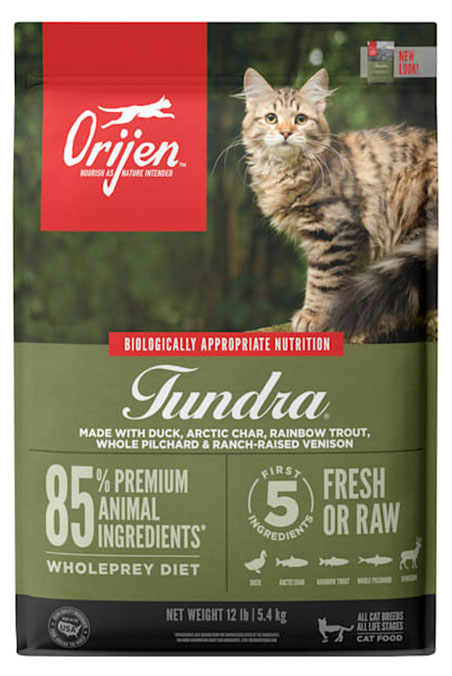 NEW
LOOK!
Orijen™
NOURISH AS NATURE INTENDED
BIOLOGICALLY APPROPRIATE NUTRITION
Tundra®
MADE WITH DUCK, ARCTIC CHAR, RAINBOW TROUT,
WHOLE PILCHARD & RANCH-RAISED VENISON
85% PREMIUM
ANIMAL
INGREDIENTS*
WHOLEPREY DIET
FIRST
5
INGREDIENTS
FRESH
OR RAW
DUCK ARCTIC CHAR RAINBOW TROUT WHOLE PILCHARD VENISON
NET WEIGHT 12 lb | 5.4 kg
USA
ALL CAT BREEDS
ALL LIFE STAGES
CAT FOOD